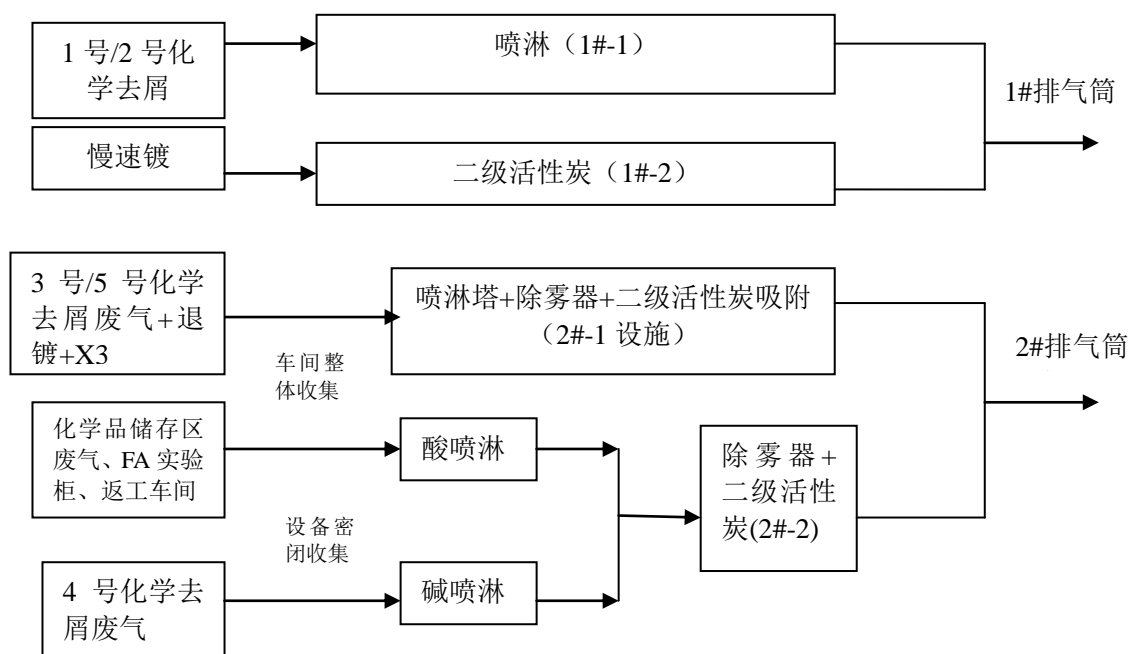 1 号/2 号化
学去屑
喷淋（1#-1）
1#排气筒
慢速镀
二级活性炭（1#-2）
3 号/5 号化学
去屑废气+退
镀+X3
喷淋塔+除雾器+二级活性炭吸附
（2#-1 设施）
2#排气筒
车间整
体收集
化学品储存区
废气、FA 实验
柜、返工车间
酸喷淋
除雾器+
二级活性
炭(2#-2)
设备密
闭收集
4 号化学去
屑废气
碱喷淋